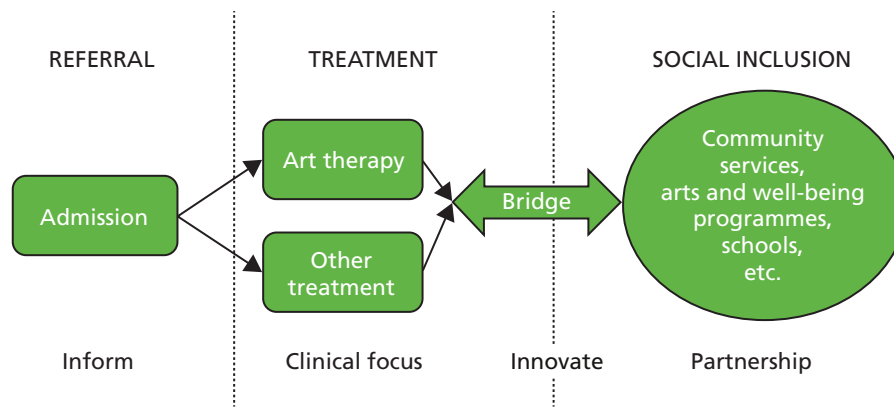 REFERRAL
TREATMENT
SOCIAL INCLUSION
Admission
Art therapy
Other
treatment
Bridge
Community
services,
arts and well-being
programmes,
schools,
etc.
Inform
Clinical focus
Innovate
Partnership